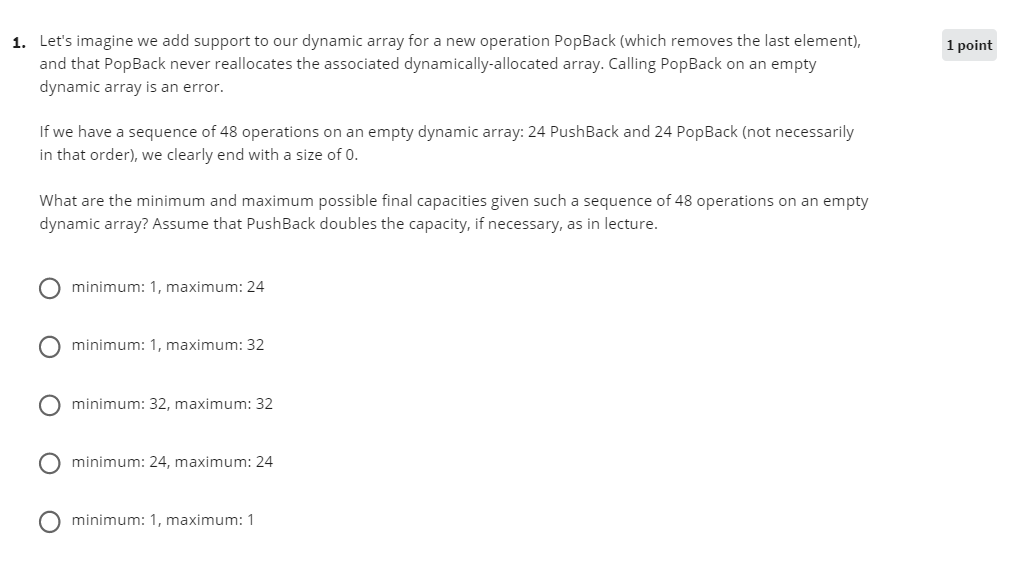 1. Let's imagine we add support to our dynamic array for a new operation PopBack (which removes the last element), 1 point
and that PopBack never reallocates the associated dynamically-allocated array. Calling PopBack on an empty
dynamic array is an error.
If we have a sequence of 48 operations on an empty dynamic array: 24 PushBack and 24 PopBack (not necessarily
in that order), we clearly end with a size of 0.
What are the minimum and maximum possible final capacities given such a sequence of 48 operations on an empty
dynamic array? Assume that PushBack doubles the capacity, if necessary, as in lecture.
minimum: 1, maximum: 24
minimum: 1, maximum: 32
minimum: 32, maximum: 32
minimum: 24, maximum: 24
minimum: 1, maximum: 1